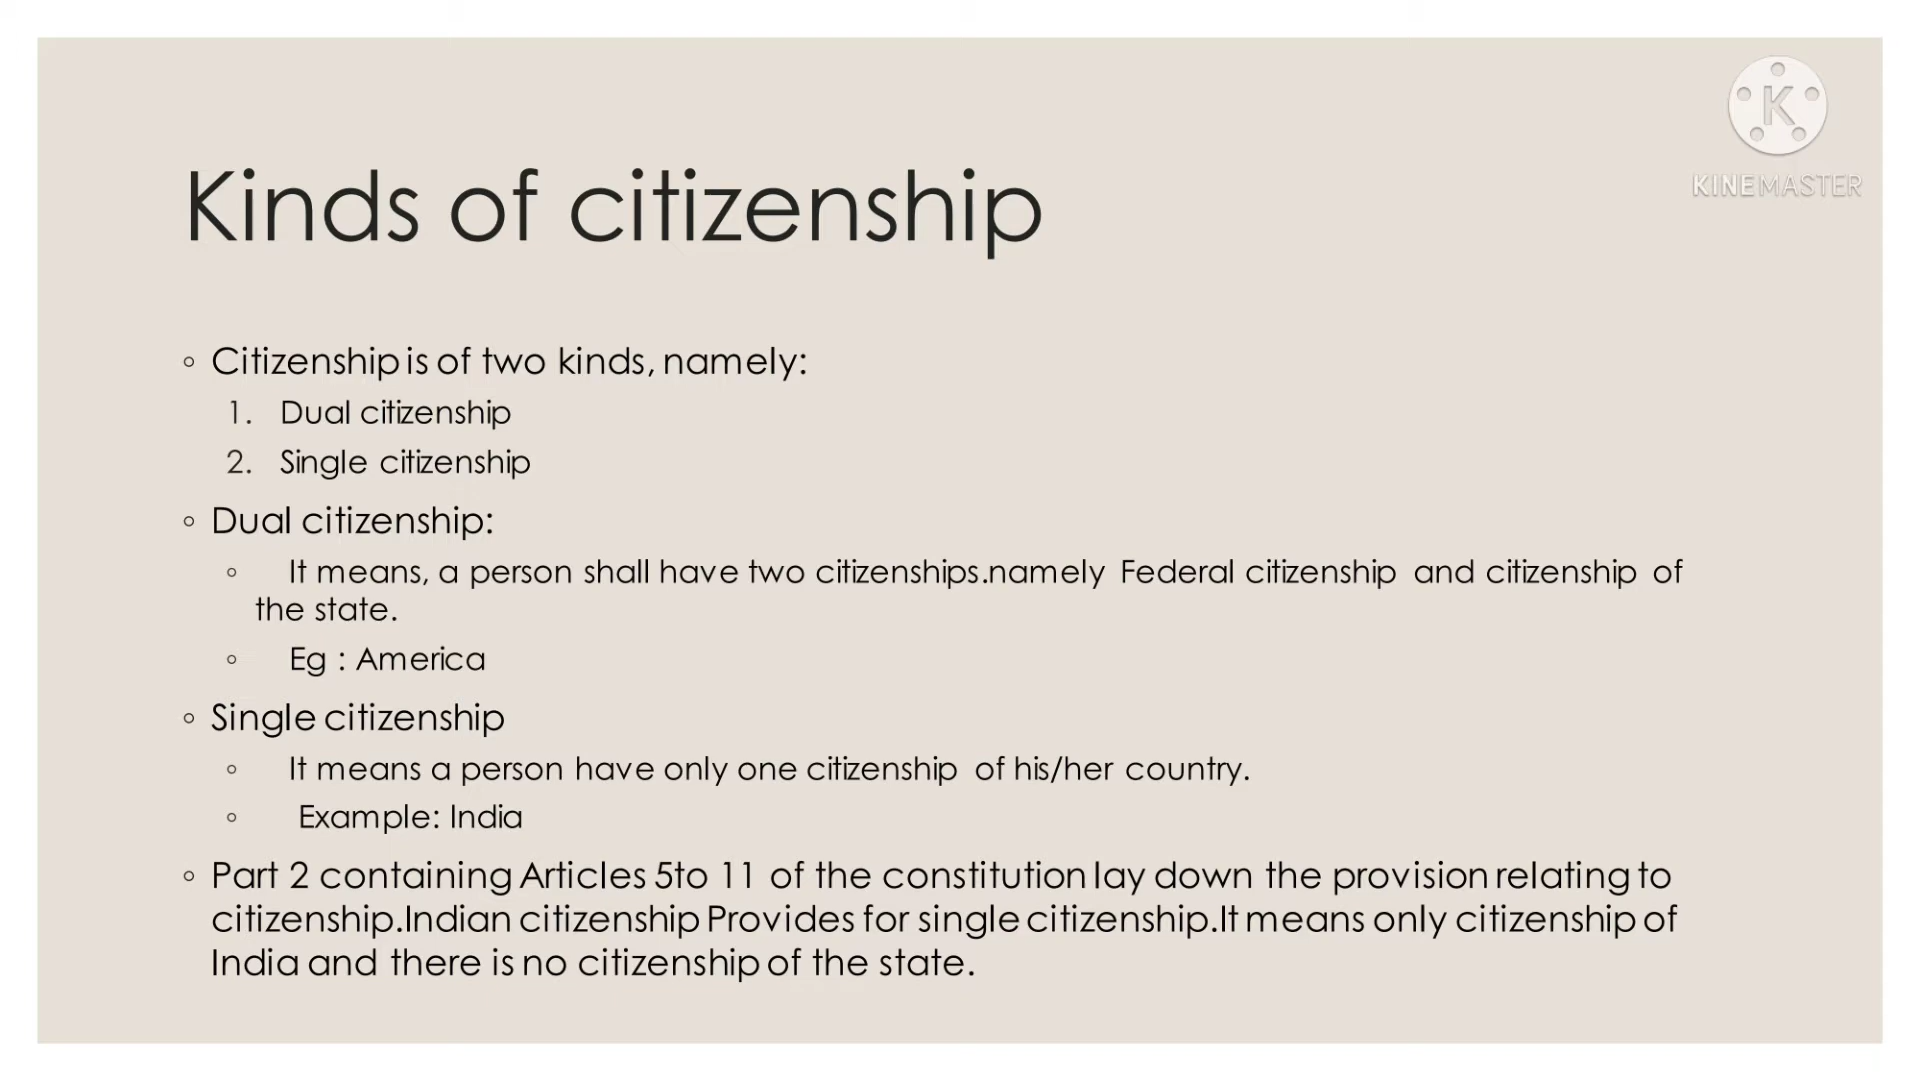 KINEMASTER
Kinds of citizenship
◦ Citizenship is of two kinds, namely:
1. Dual citizenship
2. Single citizenship
◦ Dual citizenship:
◦ It means, a person shall have two citizenships.namely Federal citizenship and citizenship of
the state.
◦ Eg : America
◦ Single citizenship
◦ It means a person have only one citizenship of his/her country.
◦ Example: India
◦ Part 2 containing Articles 5to 11 of the constitution lay down the provision relating to
citizenship.Indian citizenship Provides for single citizenship.It means only citizenship of
India and there is no citizenship of the state.